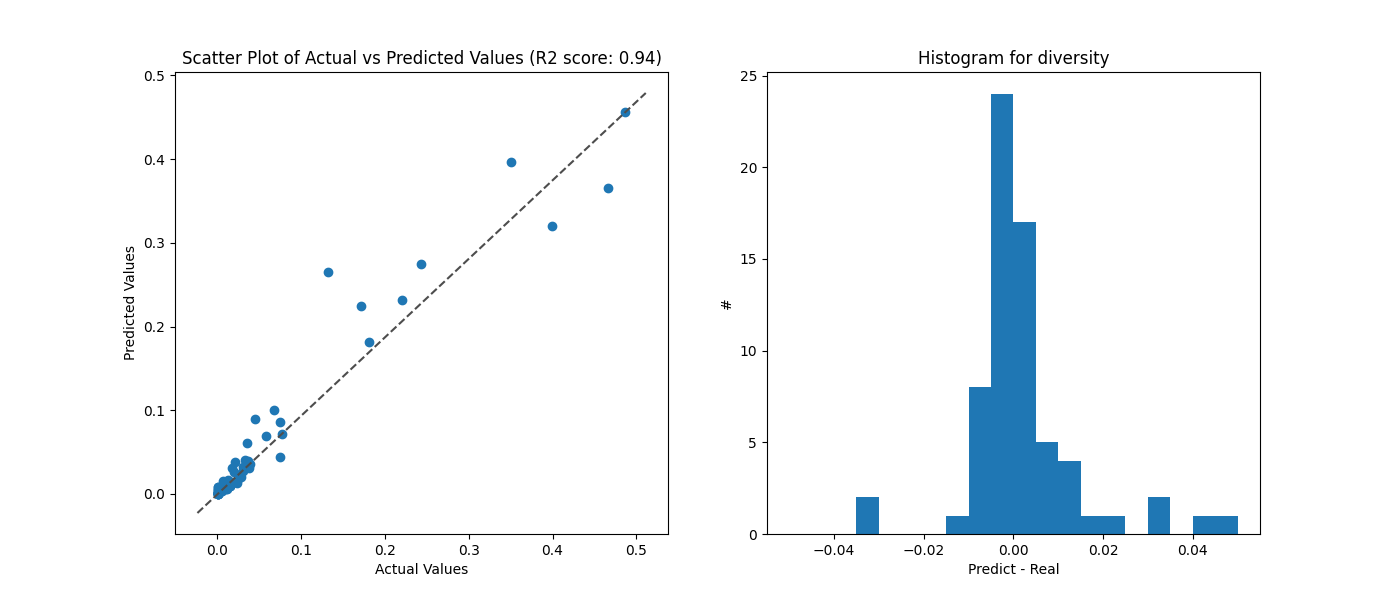 Scatter Plot of Actual vs Predicted Values (R2 score: 0.94)
0.5
0.4
0.3
0.2
0.1
0.0
Predicted Values
0.0 0.1 0.2 0.3 0.4 0.5
Actual Values
Histogram for diversity
25
20
15
10
5
0
#
−0.04 −0.02 0.00 0.02 0.04
Predict - Real